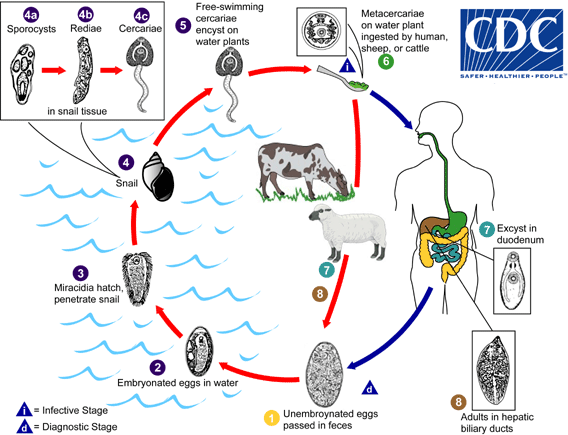 4a
Sporocysts
4b
Rediae
4c
Cercariae
in snail tissue
5
Free-swimming
cercariae
encyst on
water plants
Metacercariae
on water plant
ingested by human,
sheep, or cattle
6
i
CDC
SAFER•HEALTHIER•PEOPLE™
4
Snail
3
Miracidia hatch,
penetrate snail
7
8
7
Excyst in
duodenum
2
Embryonated eggs in water
d
1
Unembroynated eggs
passed in feces
8
Adults in hepatic
biliary ducts
i = Infective Stage
d = Diagnostic Stage